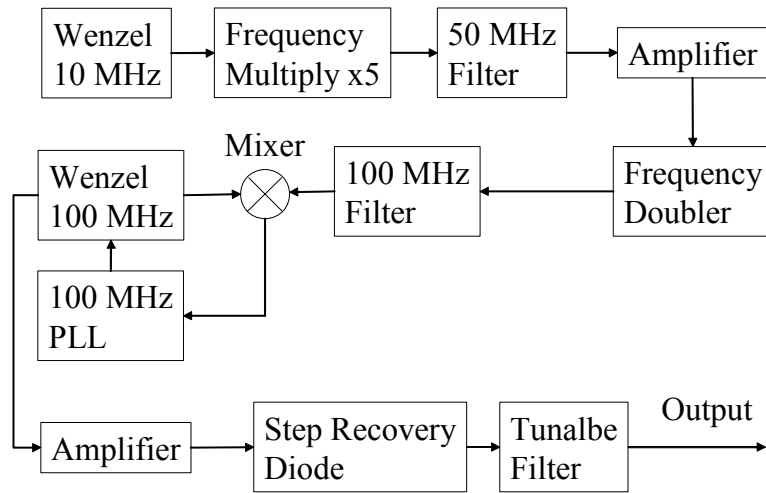 Wenzel
10 MHz
Frequency
Multiply x5
50 MHz
Filter
Amplifier
Mixer
Wenzel
100 MHz
100 MHz
Filter
Frequency
Doubler
100 MHz
PLL
Amplifier
Step Recovery
Diode
Tunalbe
Filter
Output